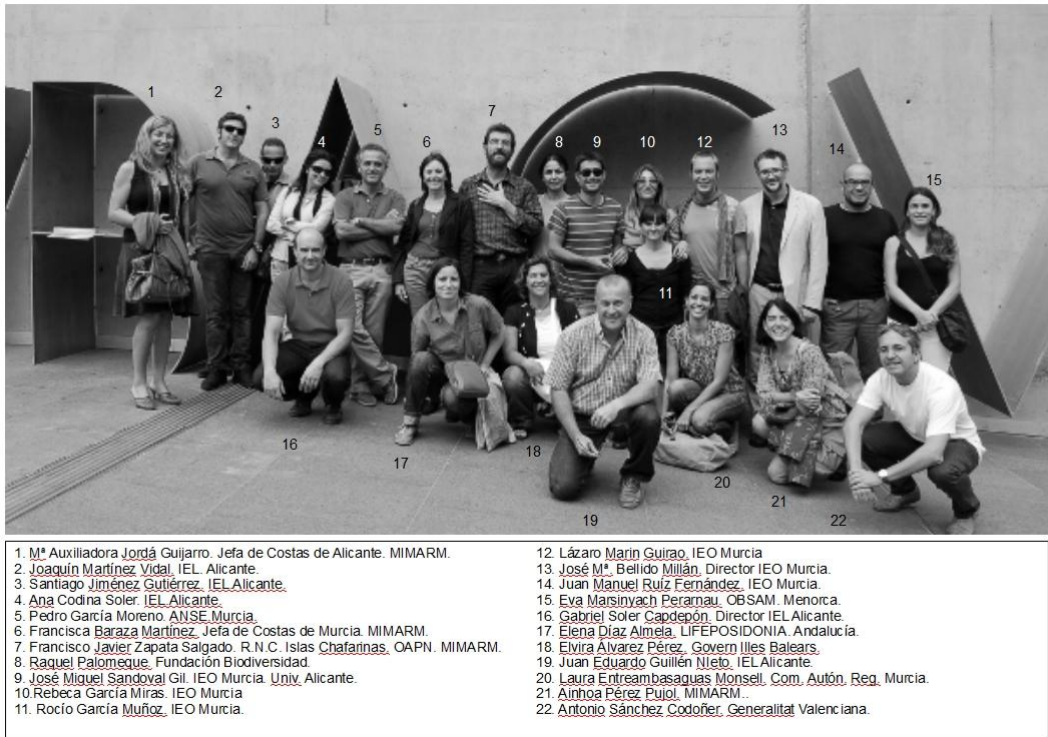 1
2
3
4
5
6
7
8
9
10
12
13
14
15
11
16
17
18
19
20
21
22
1. Mª Auxiliadora Jordá Guijarro. Jefa de Costas de Alicante. MIMARM.
2. Joaquín Martínez Vidal. IEL. Alicante.
3. Santiago Jiménez Gutiérrez. IEL.Alicante.
4. Ana Codina Soler. IEL.Alicante.
5. Pedro García Moreno. ANSE.Murcia.
6. Francisca Baraza Martínez. Jefa de Costas de Murcia. MIMARM.
7. Francisco Javier Zapata Salgado. R.N.C. Islas Chafarinas. OAPN. MIMARM.
8. Raquel Palomeque. Fundación Biodiversidad.
9. José Miguel Sandoval Gil. IEO Murcia. Univ. Alicante.
10.Rebeca García Miras. IEO Murcia
11. Rocío García Muñoz. IEO Murcia.
12. Lázaro Marin Guirao. IEO Murcia
13. José Mª. Bellido Millán. Director IEO Murcia.
14. Juan Manuel Ruíz Fernández. IEO Murcia.
15. Eva Marsinyach Perarnau. OBSAM. Menorca.
16. Gabriel Soler Capdepón. Director IEL Alicante.
17. Elena Díaz Almela. LIFEPOSIDONIA. Andalucía.
18. Elvira Álvarez Pérez. Govern Illes Balears.
19. Juan Eduardo Guillén NIeto. IEL Alicante.
20. Laura Entreambasaguas Monsell. Com. Autón. Reg. Murcia.
21. Ainhoa Pérez Pujol. MIMARM..
22. Antonio Sánchez Codoñer. Generalitat Valenciana.